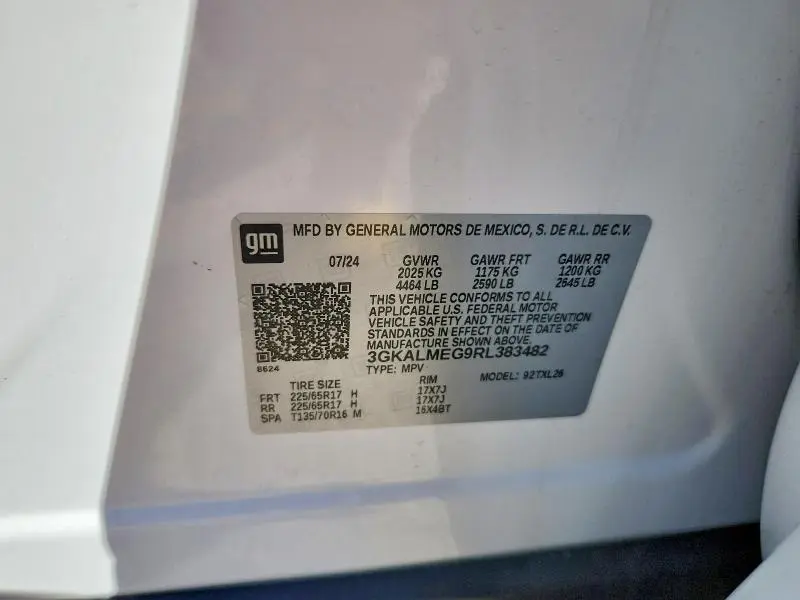 gm MFD BY GENERAL MOTORS DE MEXICO, S. DE R.L. DE C.V.
07/24 GVWR GAWR FRT GAWR RR
2025 KG 1175 KG 1200 KG
4464 LB 2590 LB 2645 LB
THIS VEHICLE CONFORMS TO ALL
APPLICABLE U.S. FEDERAL MOTOR
VEHICLE SAFETY AND THEFT PREVENTION
STANDARDS IN EFFECT ON THE DATE OF
MANUFACTURE SHOWN ABOVE.
8624 3GKALMEG9RL383482
TYPE: MPV MODEL: 92TXL26
TIRE SIZE RIM
FRT 225/65R17 H 17X7J
RR 225/65R17 H 17X7J
SPA T135/70R16 M 16X4BT